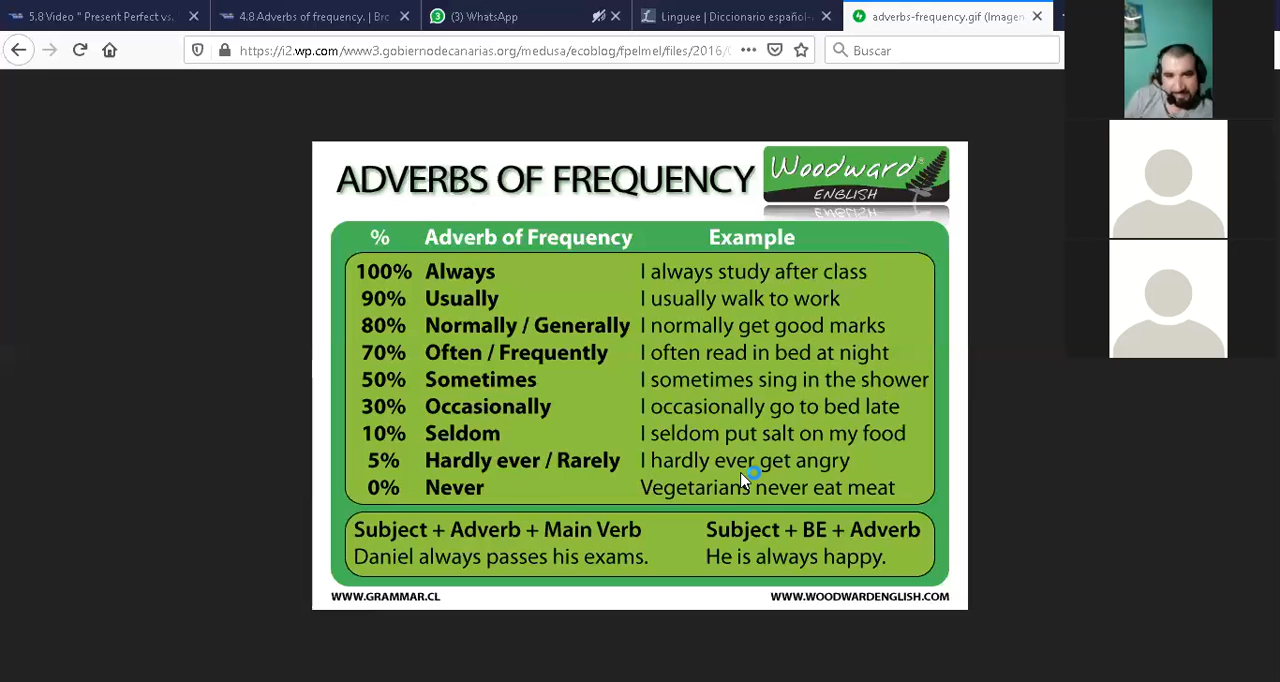 5.8 Video " Present Perfect vs.
4.8 Adverbs of frequency. | Bro
3
(3) WhatsApp
Linguee | Diccionario español-
adverbs-frequency.gif (Imagen
https://i2.wp.com/www3.gobiernodecanarias.org/medusa/ecoblog/fpelmel/files/2016/
Buscar
ADVERBS OF FREQUENCY
Woodward®
ENGLISH
% Adverb of Frequency Example
100% Always I always study after class
90% Usually I usually walk to work
80% Normally / Generally I normally get good marks
70% Often / Frequently I often read in bed at night
50% Sometimes I sometimes sing in the shower
30% Occasionally I occasionally go to bed late
10% Seldom I seldom put salt on my food
5% Hardly ever / Rarely I hardly ever get angry
0% Never Vegetarians never eat meat
Subject + Adverb + Main Verb Subject + BE + Adverb
Daniel always passes his exams. He is always happy.
WWW.GRAMMAR.CL WWW.WOODWARDENGLISH.COM